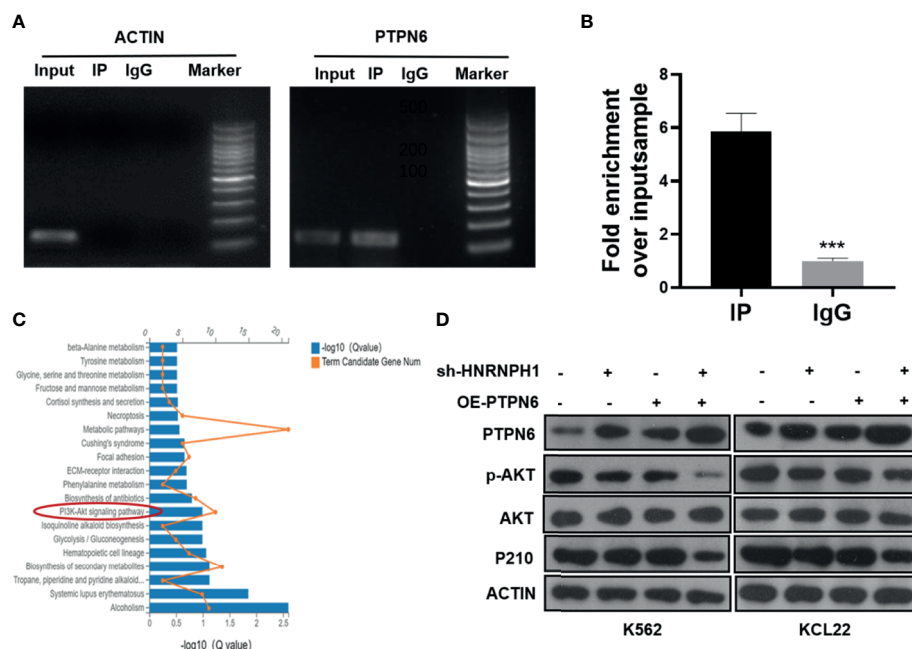 A
ACTIN
Input IP IgG Marker
PTPN6
Input IP IgG Marker
500
200
100
B
Fold enrichment
over inputsample
8
6
4
2
0
IP IgG
***
C
0 5 10 15 20
beta-Alanine metabolism
Tyrosine metabolism
Glycine, serine and threonine metabolism
Fructose and mannose metabolism
Cortisol synthesis and secretion
Necroptosis
Metabolic pathways
Cushing's syndrome
Focal adhesion
ECM-receptor interaction
Phenylalanine metabolism
Biosynthesis of antibiotics
PI3K-Akt signaling pathway
Isoquinoline alkaloid biosynthesis
Glycolysis / Gluconeogenesis
Hematopoietic cell lineage
Biosynthesis of secondary metabolites
Tropane, piperidine and pyridine alkaloid...
Systemic lupus erythematosus
Alcoholism
0 0.5 1 1.5 2 2.5
-log10 (Q value)
-log10 (Qvalue)
Term Candidate Gene Num
D
sh-HNRNPH1 - + - + - + - +
OE-PTPN6 - - + + - - + +
PTPN6
p-AKT
AKT
P210
ACTIN
K562 KCL22